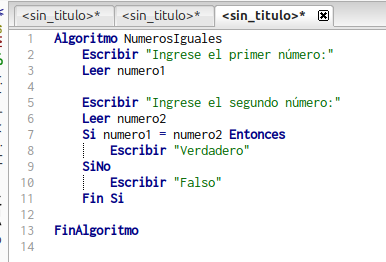 <sin_titulo>* <sin_titulo>* <sin_titulo>*
1 Algoritmo NumerosIguales
2 Escribir "Ingrese el primer número:"
3 Leer numero1
4
5 Escribir "Ingrese el segundo número:"
6 Leer numero2
7 Si numero1 = numero2 Entonces
8 Escribir "Verdadero"
9 SiNo
10 Escribir "Falso"
11 Fin Si
12
13 FinAlgoritmo
14